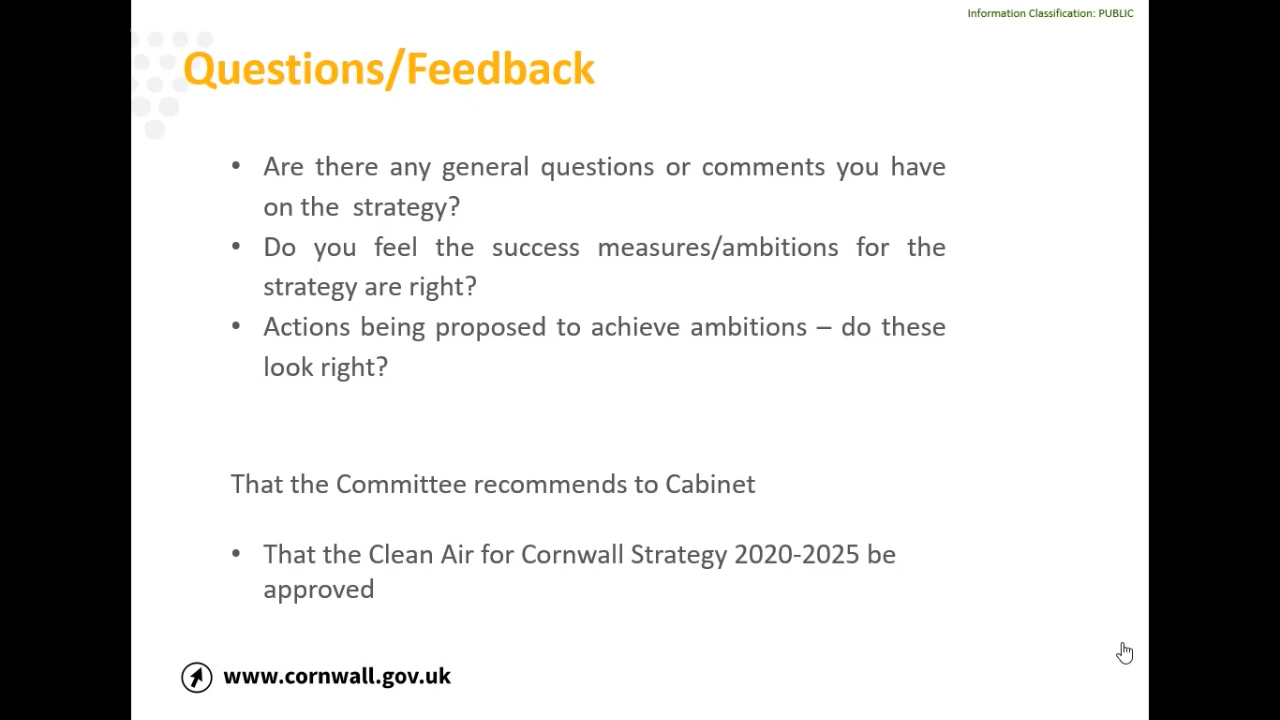 Information Classification: PUBLIC
Questions/Feedback
• Are there any general questions or comments you have
on the strategy?
• Do you feel the success measures/ambitions for the
strategy are right?
• Actions being proposed to achieve ambitions – do these
look right?
That the Committee recommends to Cabinet
• That the Clean Air for Cornwall Strategy 2020-2025 be
approved
www.cornwall.gov.uk